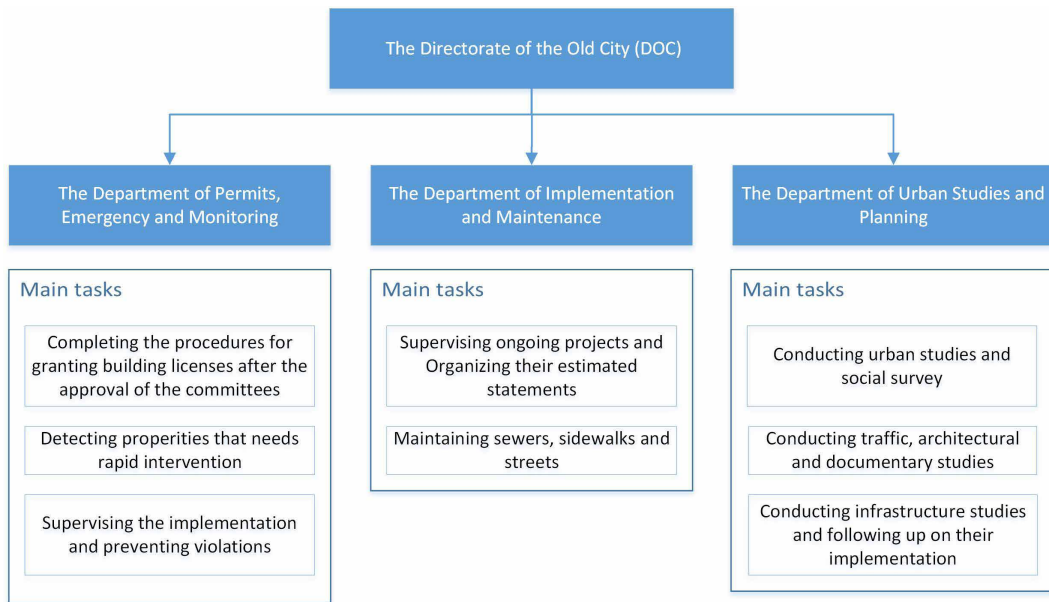 The Directorate of the Old City (DOC)
The Department of Permits,
Emergency and Monitoring
Main tasks
Completing the procedures for
granting building licenses after the
approval of the committees
Detecting properities that needs
rapid intervention
Supervising the implementation
and preventing violations
The Department of Implementation
and Maintenance
Main tasks
Supervising ongoing projects and
Organizing their estimated
statements
Maintaining sewers, sidewalks and
streets
The Department of Urban Studies and
Planning
Main tasks
Conducting urban studies and
social survey
Conducting traffic, architectural
and documentary studies
Conducting infrastructure studies
and following up on their
implementation